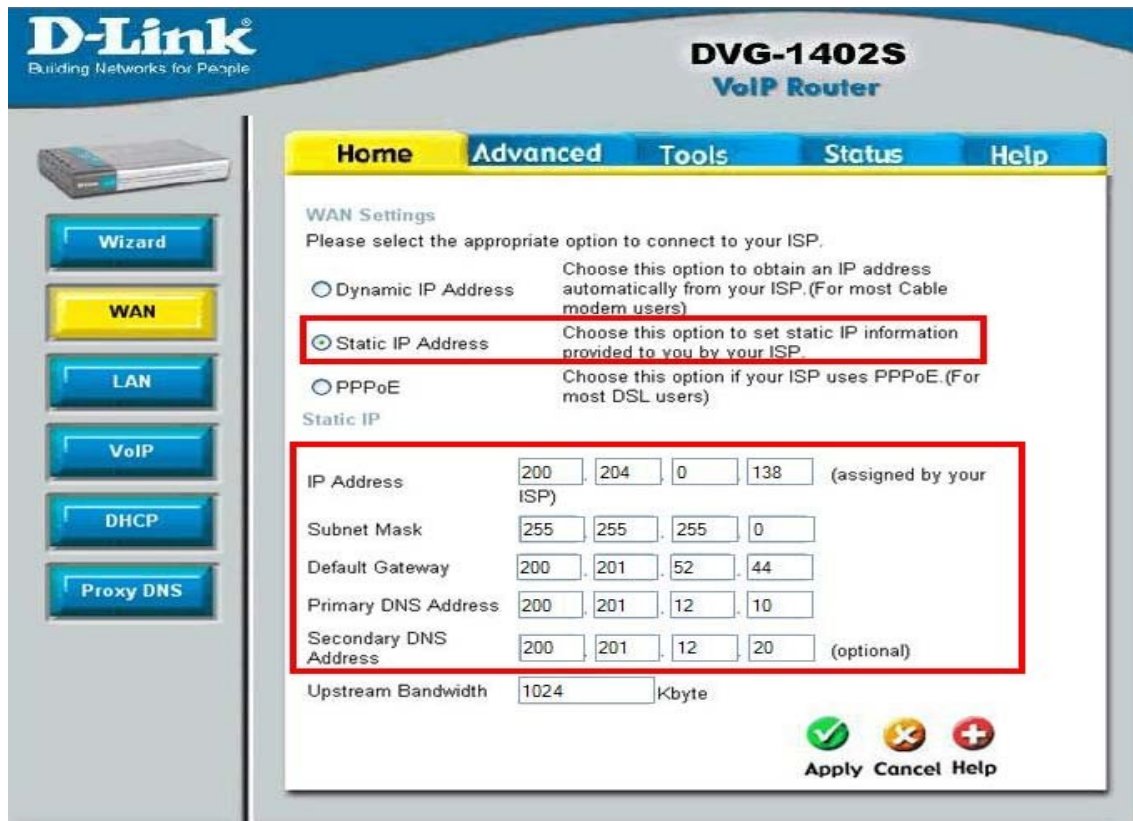 D-Link
Building Networks for People
DVG-1402S
VoIP Router
Home Advanced Tools Status Help
Wizard
WAN
LAN
VoIP
DHCP
Proxy DNS
WAN Settings
Please select the appropriate option to connect to your ISP.
Dynamic IP Address
Choose this option to obtain an IP address
automatically from your ISP.(For most Cable
modem users)
Static IP Address
Choose this option to set static IP information
provided to you by your ISP.
PPPoE
Choose this option if your ISP uses PPPoE.(For
most DSL users)
Static IP
IP Address 200 . 204 . 0 . 138 (assigned by your
ISP)
Subnet Mask 255 . 255 . 255 . 0
Default Gateway 200 . 201 . 52 . 44
Primary DNS Address 200 . 201 . 12 . 10
Secondary DNS
Address 200 . 201 . 12 . 20 (optional)
Upstream Bandwidth 1024 Kbyte
Apply Cancel Help